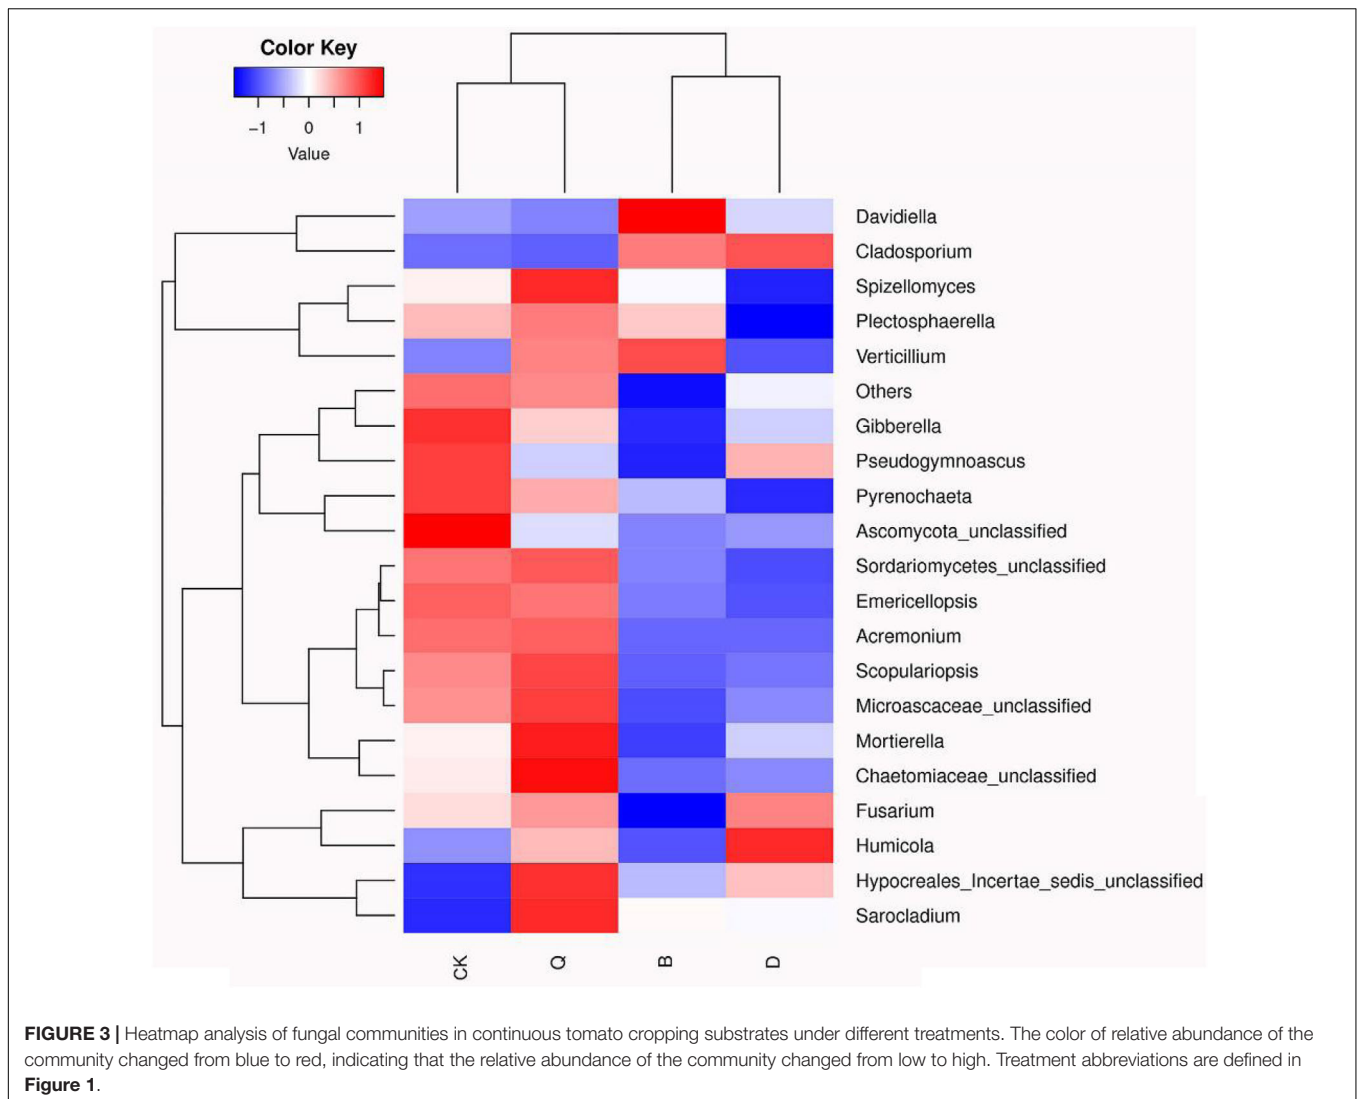 Color Key
−1 0 1
Value
Davidiella
Cladosporium
Spizellomyces
Plectosphaerella
Verticillium
Others
Gibberella
Pseudogymnoascus
Pyrenochaeta
Ascomycota_unclassified
Sordariomycetes_unclassified
Emericellopsis
Acremonium
Scopulariopsis
Microascaceae_unclassified
Mortierella
Chaetomiaceae_unclassified
Fusarium
Humicola
Hypocreales_Incertae_sedis_unclassified
Sarocladium
CK Q B D
FIGURE 3 | Heatmap analysis of fungal communities in continuous tomato cropping substrates under different treatments. The color of relative abundance of the
community changed from blue to red, indicating that the relative abundance of the community changed from low to high. Treatment abbreviations are defined in
Figure 1.